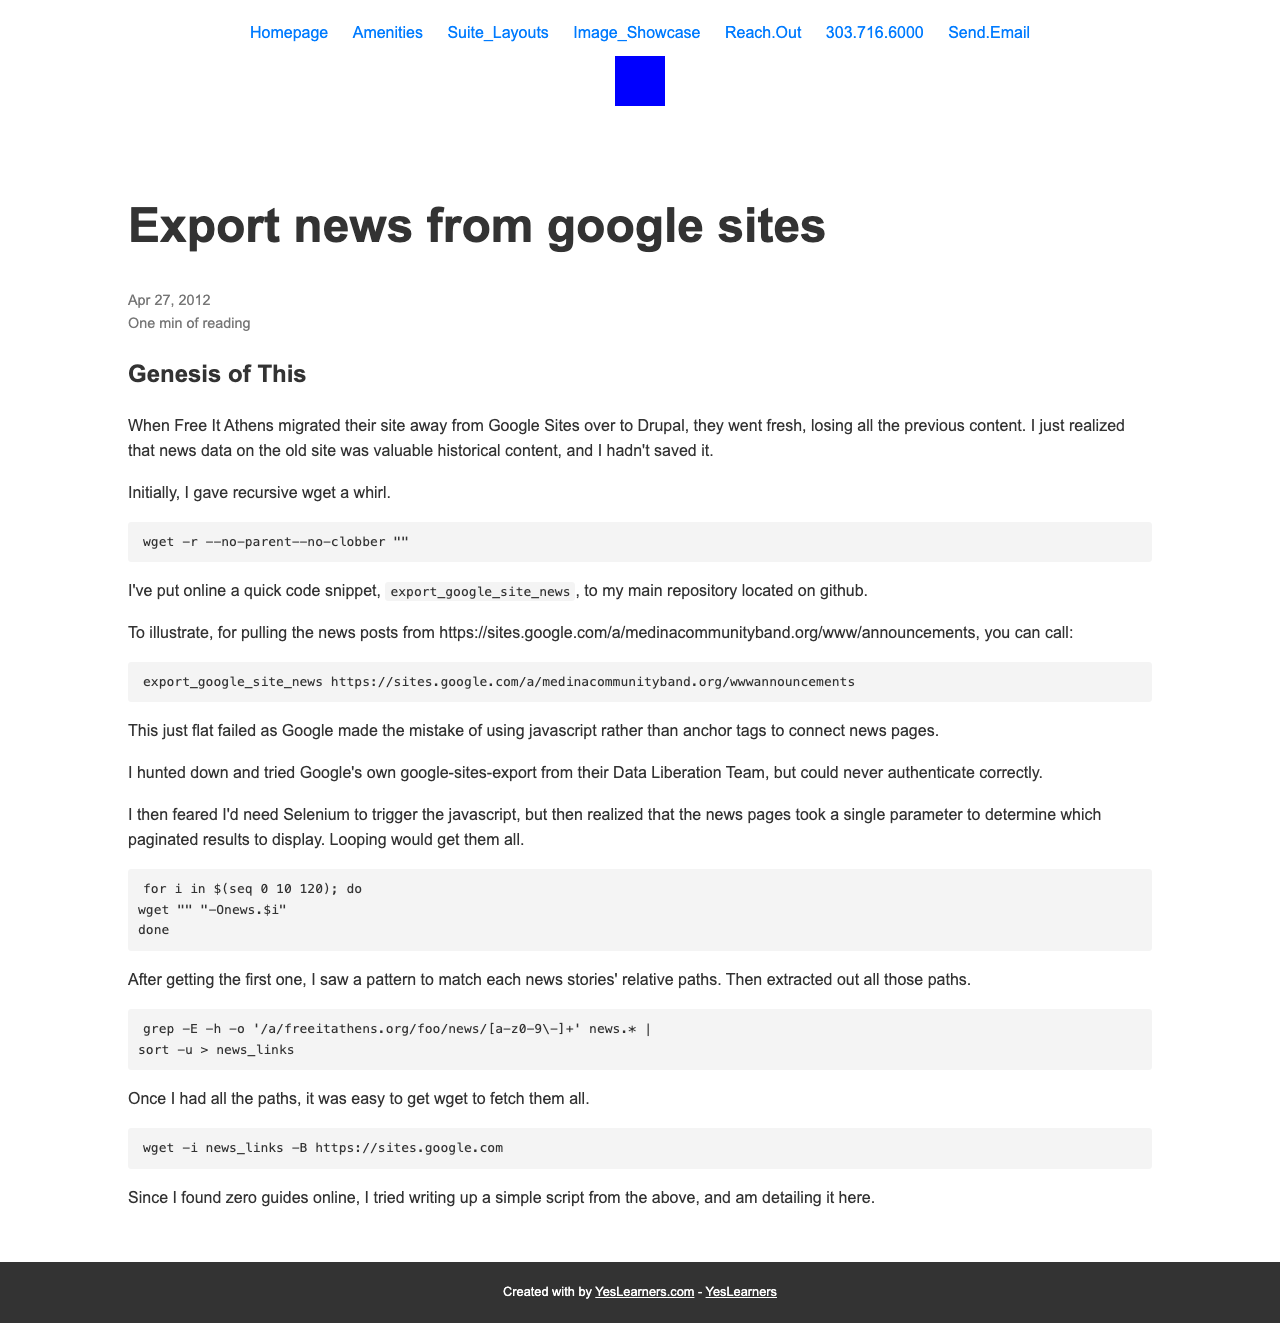 Homepage Amenities Suite_Layouts Image_Showcase Reach.Out 303.716.6000 Send.Email
Export news from google sites
Apr 27, 2012
One min of reading
Genesis of This
When Free It Athens migrated their site away from Google Sites over to Drupal, they went fresh, losing all the previous content. I just realized
that news data on the old site was valuable historical content, and I hadn't saved it.
Initially, I gave recursive wget a whirl.
wget -r --no-parent--no-clobber ""
I've put online a quick code snippet, export_google_site_news, to my main repository located on github.
To illustrate, for pulling the news posts from https://sites.google.com/a/medinacommunityband.org/www/announcements, you can call:
export_google_site_news https://sites.google.com/a/medinacommunityband.org/wwwannouncements
This just flat failed as Google made the mistake of using javascript rather than anchor tags to connect news pages.
I hunted down and tried Google's own google-sites-export from their Data Liberation Team, but could never authenticate correctly.
I then feared I'd need Selenium to trigger the javascript, but then realized that the news pages took a single parameter to determine which
paginated results to display. Looping would get them all.
for i in $(seq 0 10 120); do
wget "" "-Onews.$i"
done
After getting the first one, I saw a pattern to match each news stories' relative paths. Then extracted out all those paths.
grep -E -h -o '/a/freeitathens.org/foo/news/[a-z0-9\-]+' news.* |
sort -u > news_links
Once I had all the paths, it was easy to get wget to fetch them all.
wget -i news_links -B https://sites.google.com
Since I found zero guides online, I tried writing up a simple script from the above, and am detailing it here.
Created with by YesLearners.com - YesLearners